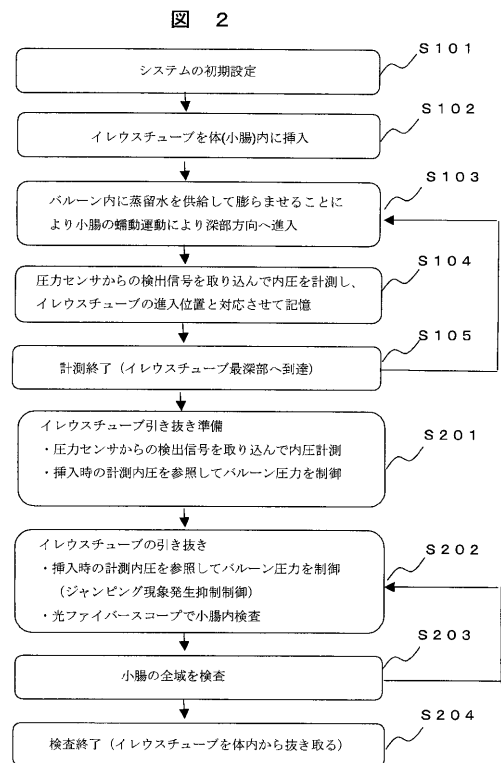 図 2
S101
システムの初期設定
S102
イレウスチューブを体(小腸)内に挿入
S103
バルーン内に蒸留水を供給して膨らませることに
より小腸の蠕動運動により深部方向へ進入
S104
圧力センサからの検出信号を取り込んで内圧を計測し、
イレウスチューブの進入位置と対応させて記憶
S105
計測終了（イレウスチューブ最深部へ到達）
イレウスチューブ引き抜き準備
・圧力センサからの検出信号を取り込んで内圧計測
・挿入時の計測内圧を参照してバルーン圧力を制御
S201
イレウスチューブの引き抜き
・挿入時の計測内圧を参照してバルーン圧力を制御
（ジャンピング現象発生抑制制御）
・光ファイバースコープで小腸内検査
S202
S203
小腸の全域を検査
S204
検査終了（イレウスチューブを体内から抜き取る）